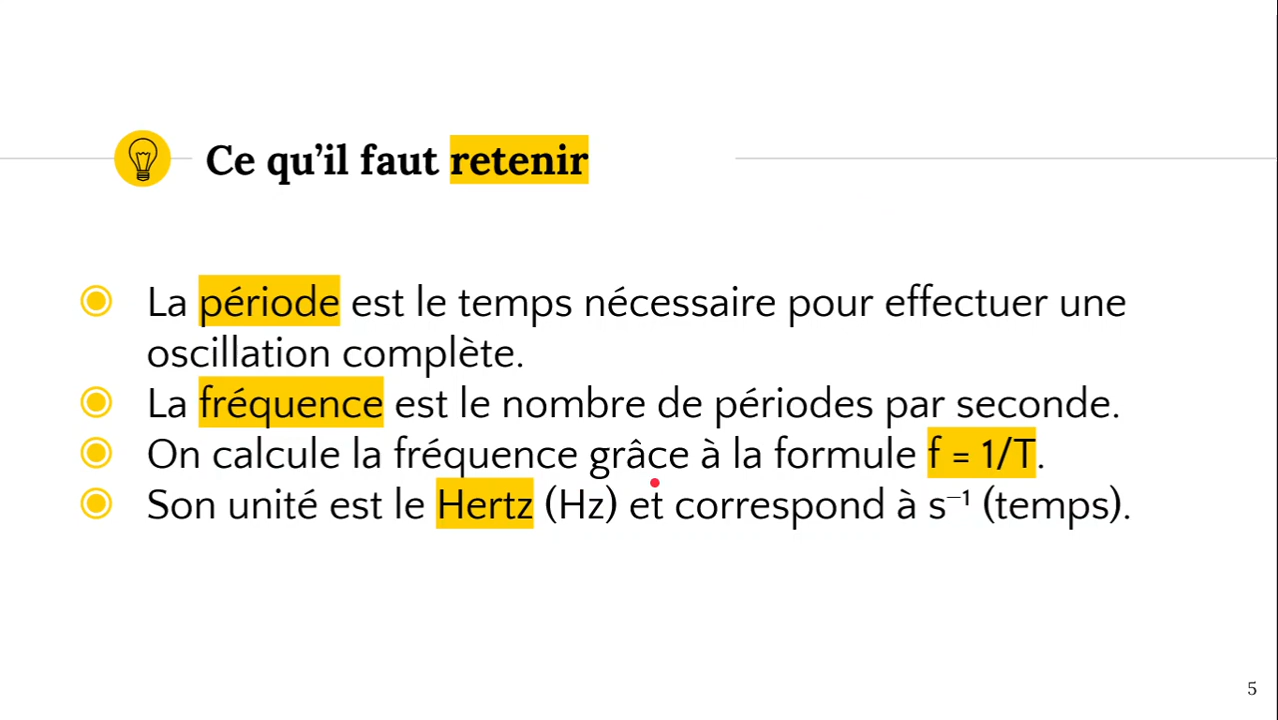 Ce qu’il faut retenir
La période est le temps nécessaire pour effectuer une
oscillation complète.
La fréquence est le nombre de périodes par seconde.
On calcule la fréquence grâce à la formule f = 1/T.
Son unité est le Hertz (Hz) et correspond à s⁻¹ (temps).
5